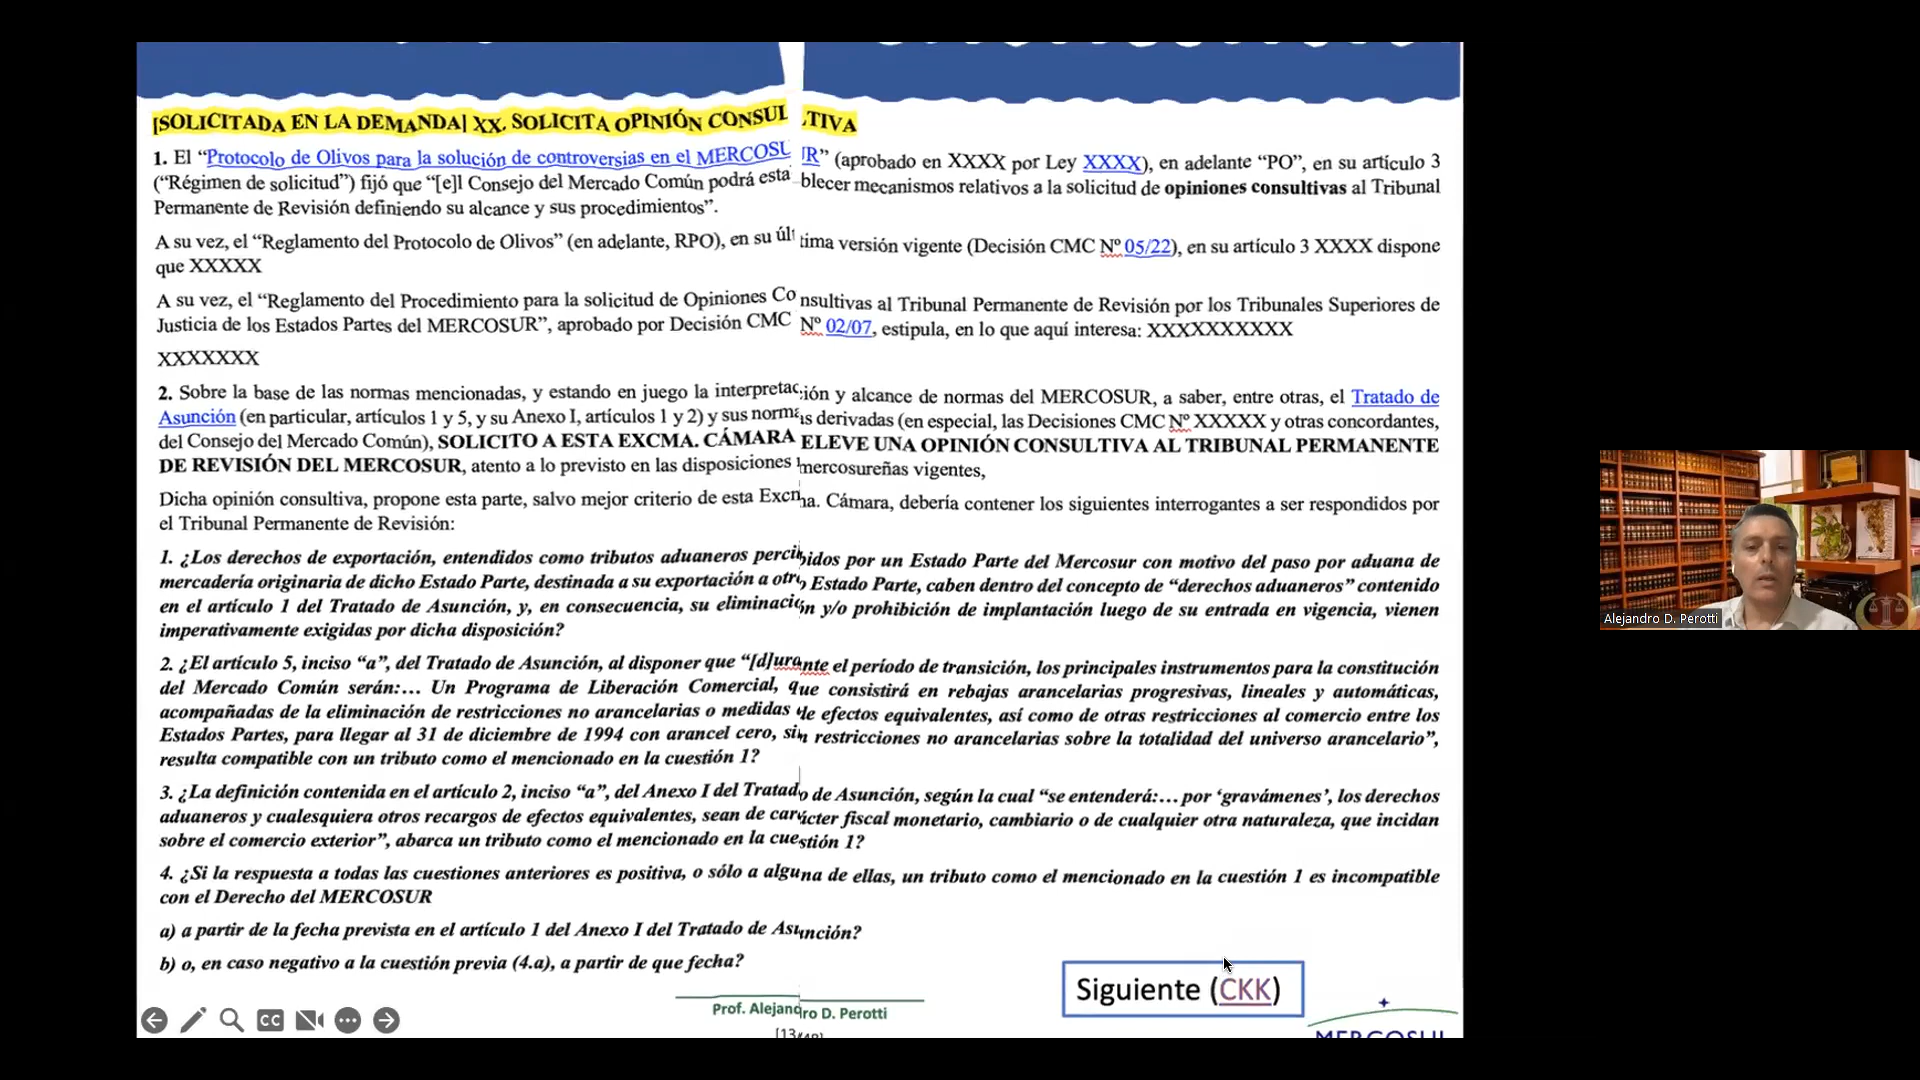 [SOLICITADA EN LA DEMANDA] XX. SOLICITA OPINIÓN CONSULTIVA
1. El “Protocolo de Olivos para la solución de controversias en el MERCOSUR” (aprobado en XXXX por Ley XXXX), en adelante “PO”, en su artículo 3
(“Régimen de solicitud”) fijó que “[e]l Consejo del Mercado Común podrá establecer mecanismos relativos a la solicitud de opiniones consultivas al Tribunal
Permanente de Revisión definiendo su alcance y sus procedimientos”.
A su vez, el “Reglamento del Protocolo de Olivos” (en adelante, RPO), en su última versión vigente (Decisión CMC Nº 05/22), en su artículo 3 XXXX dispone
que XXXXX
A su vez, el “Reglamento del Procedimiento para la solicitud de Opiniones Consultivas al Tribunal Permanente de Revisión por los Tribunales Superiores de
Justicia de los Estados Partes del MERCOSUR”, aprobado por Decisión CMC Nº 02/07, estipula, en lo que aquí interesa: XXXXXXXXXX
XXXXXXX
2. Sobre la base de las normas mencionadas, y estando en juego la interpretación y alcance de normas del MERCOSUR, a saber, entre otras, el Tratado de
Asunción (en particular, artículos 1 y 5, y su Anexo I, artículos 1 y 2) y sus normas derivadas (en especial, las Decisiones CMC Nº XXXXX y otras concordantes,
del Consejo del Mercado Común), SOLICITO A ESTA EXCMA. CÁMARA ELEVE UNA OPINIÓN CONSULTIVA AL TRIBUNAL PERMANENTE
DE REVISIÓN DEL MERCOSUR, atento a lo previsto en las disposiciones mercosureñas vigentes,
Dicha opinión consultiva, propone esta parte, salvo mejor criterio de esta Excma. Cámara, debería contener los siguientes interrogantes a ser respondidos por
el Tribunal Permanente de Revisión:
1. ¿Los derechos de exportación, entendidos como tributos aduaneros percibidos por un Estado Parte del Mercosur con motivo del paso por aduana de
mercadería originaria de dicho Estado Parte, destinada a su exportación a otro Estado Parte, caben dentro del concepto de “derechos aduaneros” contenido
en el artículo 1 del Tratado de Asunción, y, en consecuencia, su eliminación y/o prohibición de implantación luego de su entrada en vigencia, vienen
imperativamente exigidas por dicha disposición?
2. ¿El artículo 5, inciso “a”, del Tratado de Asunción, al disponer que “[d]urante el período de transición, los principales instrumentos para la constitución
del Mercado Común serán:… Un Programa de Liberación Comercial, que consistirá en rebajas arancelarias progresivas, lineales y automáticas,
acompañadas de la eliminación de restricciones no arancelarias o medidas de efectos equivalentes, así como de otras restricciones al comercio entre los
Estados Partes, para llegar al 31 de diciembre de 1994 con arancel cero, sin restricciones no arancelarias sobre la totalidad del universo arancelario”,
resulta compatible con un tributo como el mencionado en la cuestión 1?
3. ¿La definición contenida en el artículo 2, inciso “a”, del Anexo I del Tratado de Asunción, según la cual “se entenderá:… por ‘gravámenes’, los derechos
aduaneros y cualesquiera otros recargos de efectos equivalentes, sean de carácter fiscal monetario, cambiario o de cualquier otra naturaleza, que incidan
sobre el comercio exterior”, abarca un tributo como el mencionado en la cuestión 1?
4. ¿Si la respuesta a todas las cuestiones anteriores es positiva, o sólo a alguna de ellas, un tributo como el mencionado en la cuestión 1 es incompatible
con el Derecho del MERCOSUR
a) a partir de la fecha prevista en el artículo 1 del Anexo I del Tratado de Asunción?
b) o, en caso negativo a la cuestión previa (4.a), a partir de que fecha?
Siguiente (CKK)
Prof. Alejandro D. Perotti
CC
Alejandro D. Perotti